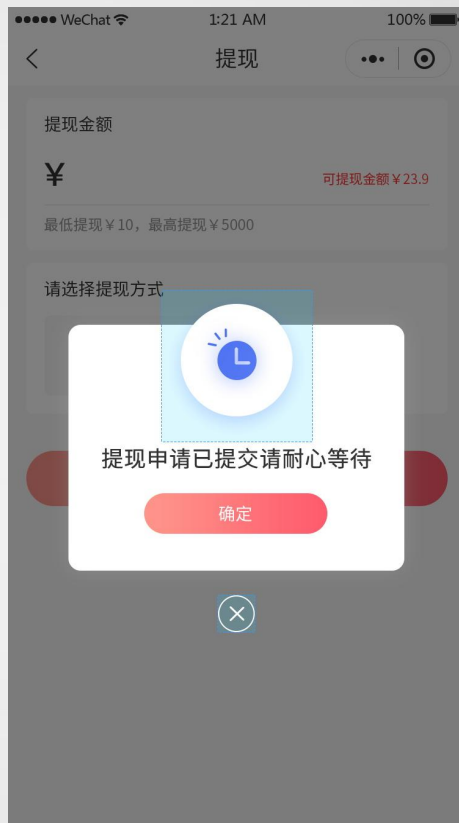 WeChat 1:21 AM 100%
提现
提现金额
¥
可提现金额¥23.9
最低提现¥10，最高提现¥5000
请选择提现方式
提现申请已提交请耐心等待
确定